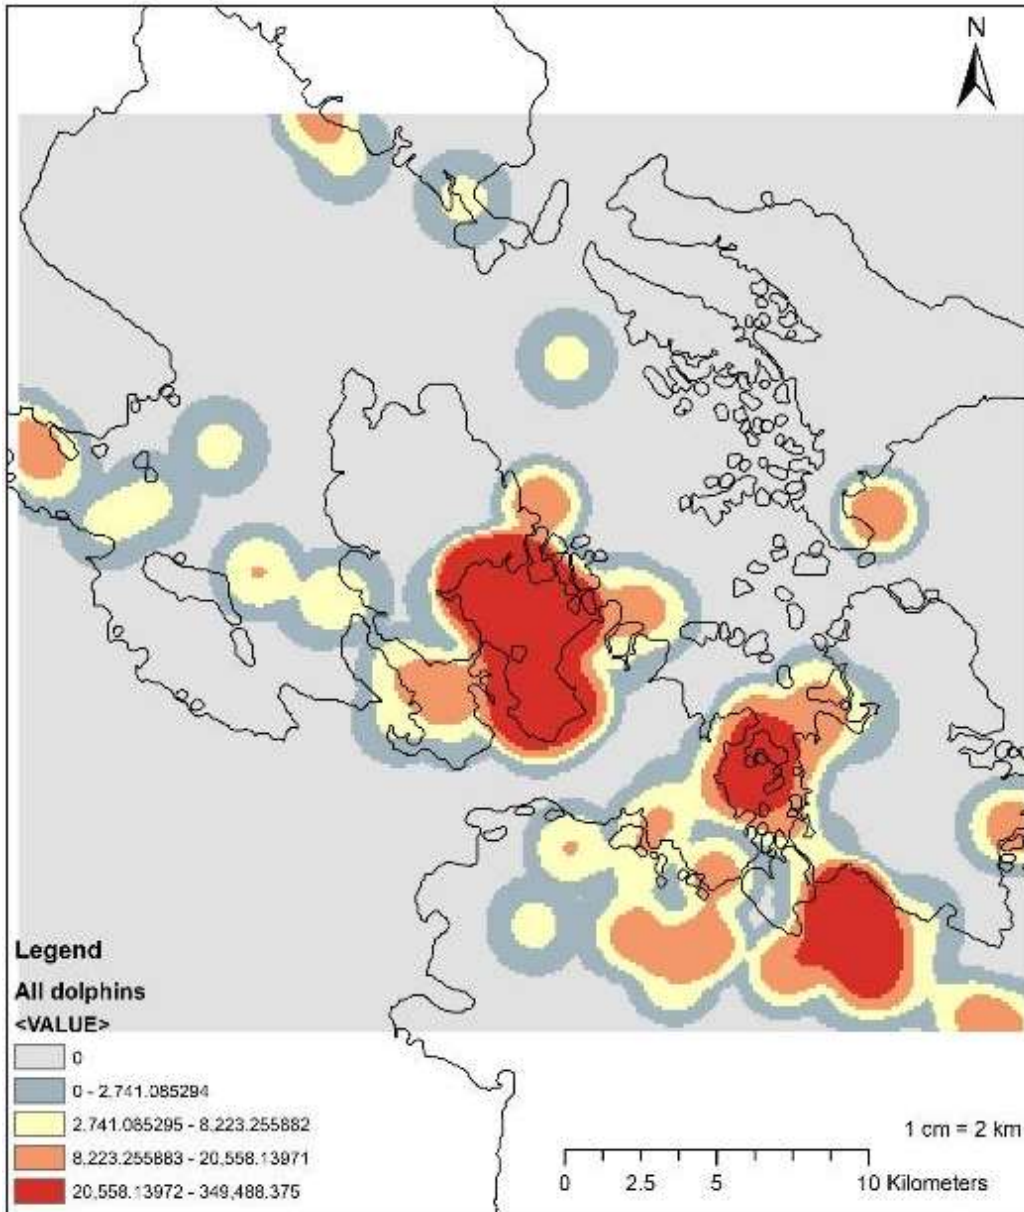 N
Legend
All dolphins
<VALUE>
0
0 - 2.741.085294
2.741.085295 - 8,223.255882
8,223.255883 - 20,558.13971
20,558.13972 - 349,488.375
1 cm = 2 km
0 2.5 5 10 Kilometers